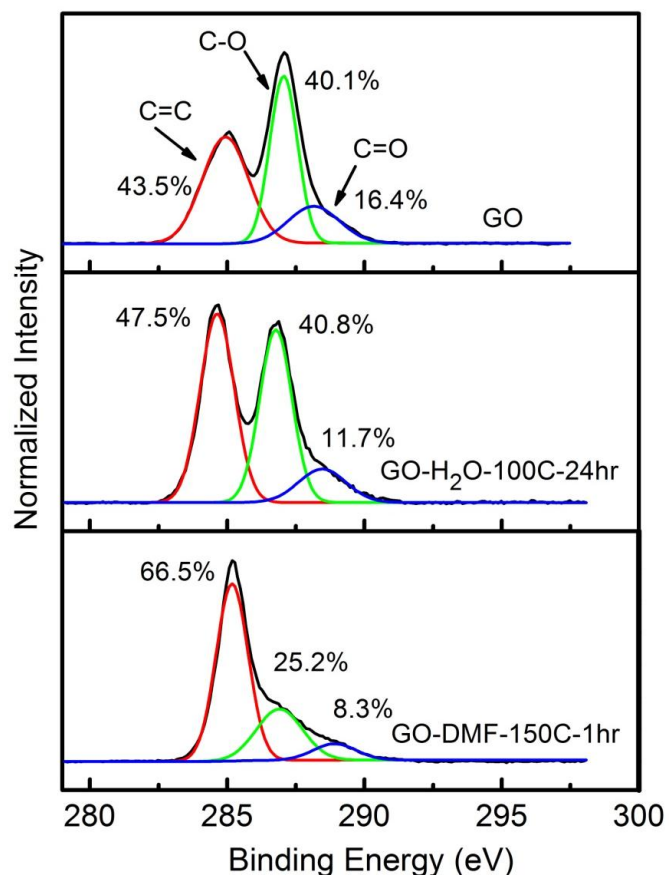 C-O
40.1%
C=C
C=O
43.5%
16.4%
GO
47.5%
40.8%
11.7%
GO-H₂O-100C-24hr
66.5%
25.2%
8.3%
GO-DMF-150C-1hr
Normalized Intensity
280 285 290 295 300
Binding Energy (eV)